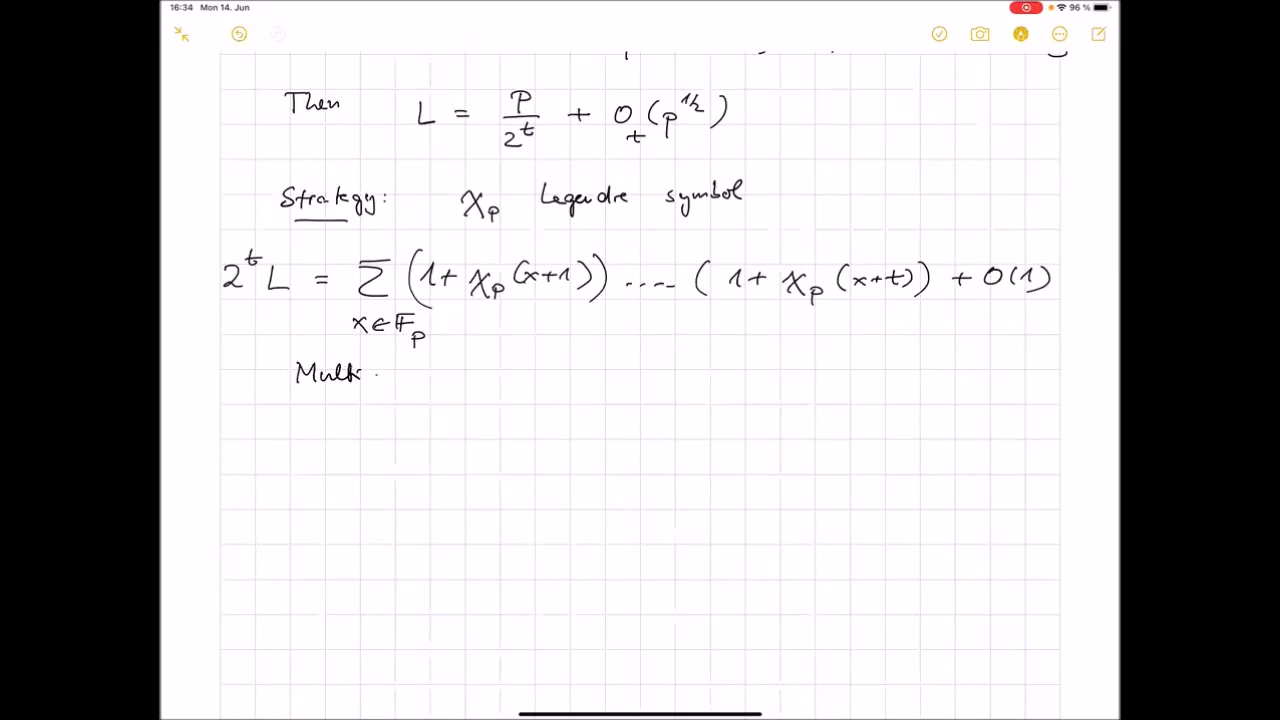 16:34 Mon 14. Jun 96 %
Then L = p/2^t + O_t(p^{1/2})
Strategy: χ_p Legendre symbol
2^t L = Σ_{x∈𝔽_p} (1+ χ_p(x+1)) ---- (1+ χ_p(x+t)) + O(1)